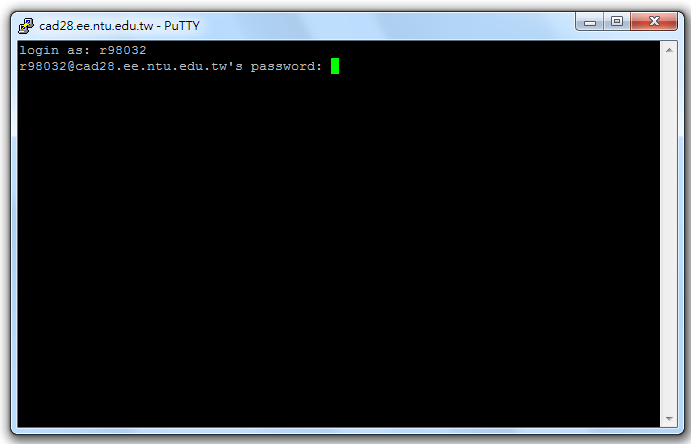 cad28.ee.ntu.edu.tw - PuTTY
login as: r98032
r98032@cad28.ee.ntu.edu.tw's password: